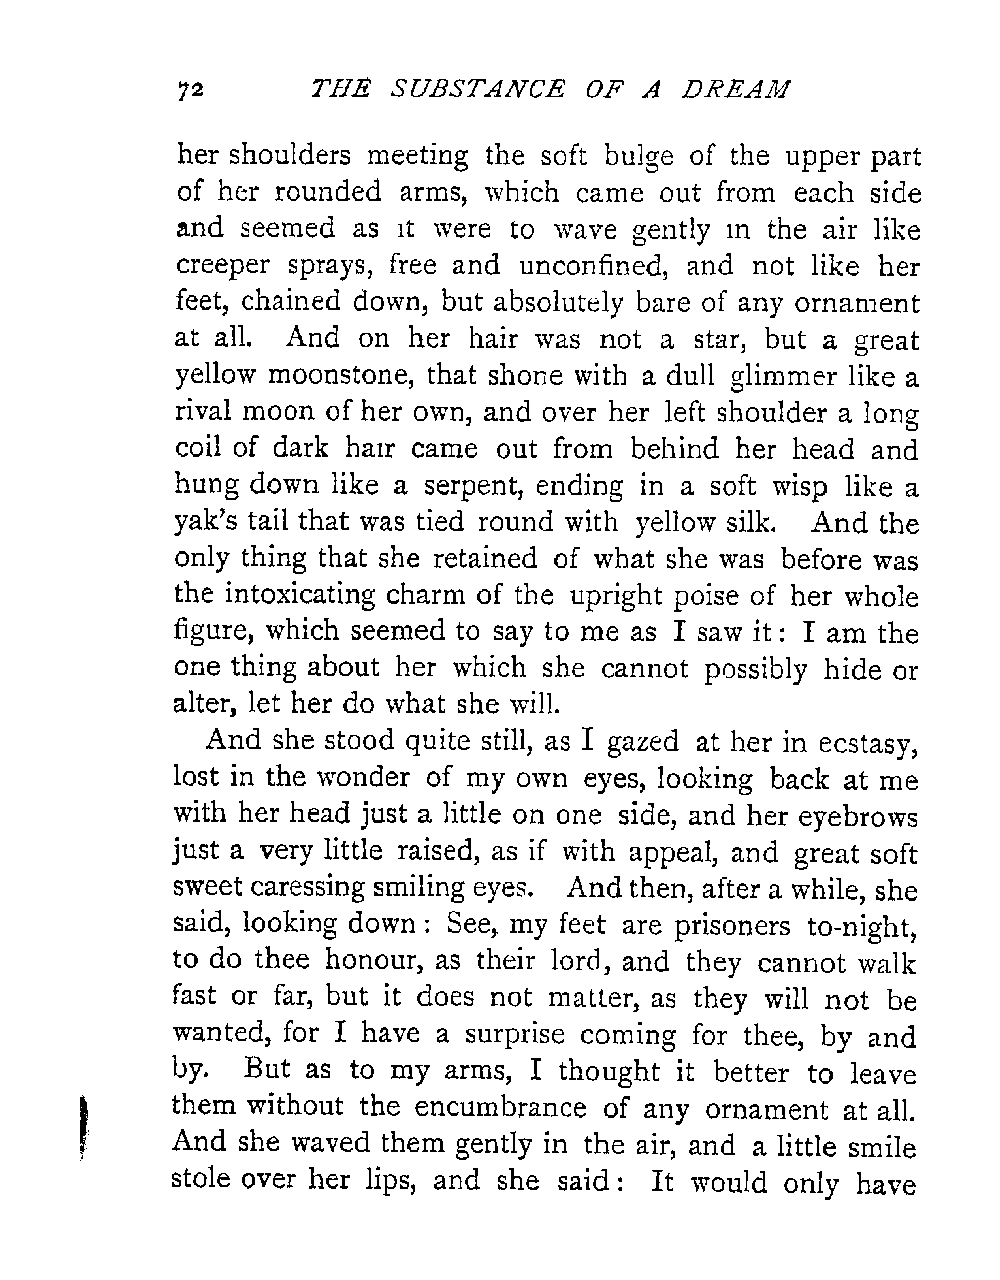 72 THE SUBSTANCE OF A DREAM
her shoulders meeting the soft bulge of the upper part
of her rounded arms, which came out from each side
and seemed as it were to wave gently in the air like
creeper sprays, free and unconfined, and not like her
feet, chained down, but absolutely bare of any ornament
at all. And on her hair was not a star, but a great
yellow moonstone, that shone with a dull glimmer like a
rival moon of her own, and over her left shoulder a long
coil of dark hair came out from behind her head and
hung down like a serpent, ending in a soft wisp like a
yak's tail that was tied round with yellow silk. And the
only thing that she retained of what she was before was
the intoxicating charm of the upright poise of her whole
figure, which seemed to say to me as I saw it: I am the
one thing about her which she cannot possibly hide or
alter, let her do what she will.
And she stood quite still, as I gazed at her in ecstasy,
lost in the wonder of my own eyes, looking back at me
with her head just a little on one side, and her eyebrows
just a very little raised, as if with appeal, and great soft
sweet caressing smiling eyes. And then, after a while, she
said, looking down: See, my feet are prisoners to-night,
to do thee honour, as their lord, and they cannot walk
fast or far, but it does not matter, as they will not be
wanted, for I have a surprise coming for thee, by and
by. But as to my arms, I thought it better to leave
them without the encumbrance of any ornament at all.
And she waved them gently in the air, and a little smile
stole over her lips, and she said: It would only have